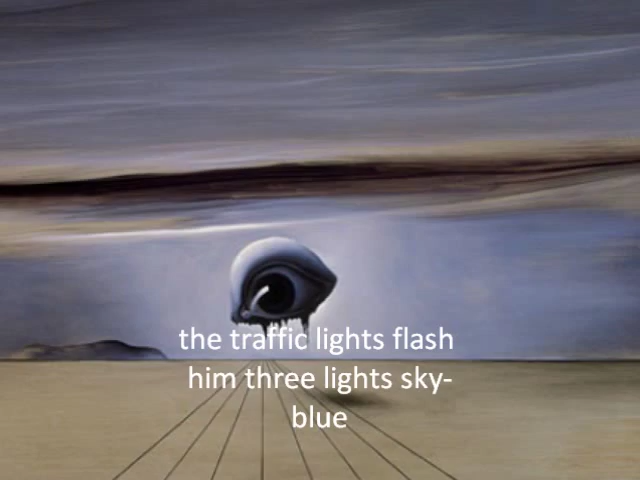 the traffic lights flash
him three lights sky-
blue